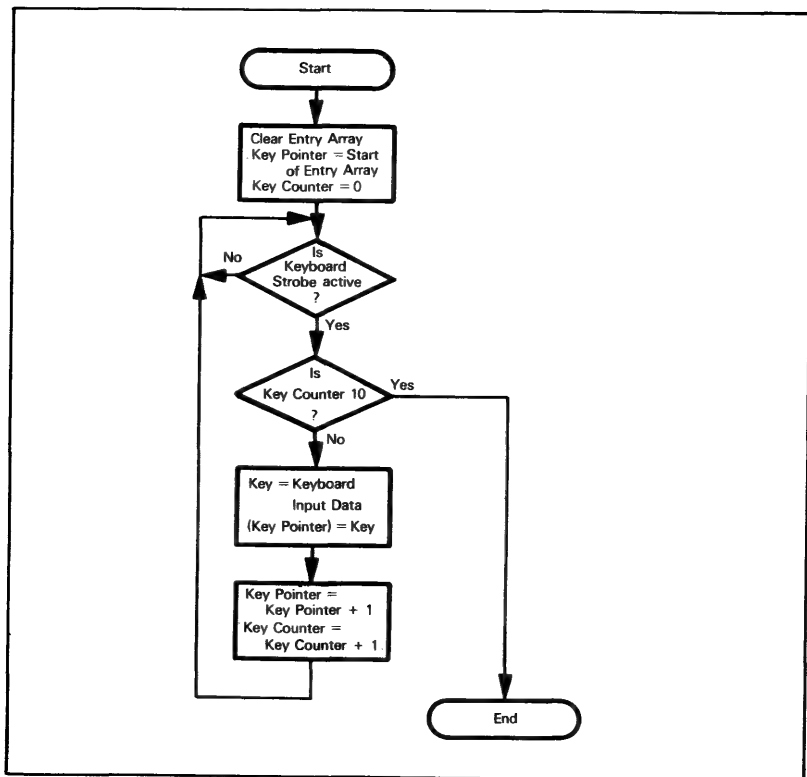 Start
Clear Entry Array
Key Pointer = Start
of Entry Array
Key Counter = 0
Is
Keyboard
Strobe active
?
No
Yes
Is
Key Counter 10
?
Yes
No
Key = Keyboard
Input Data
(Key Pointer) = Key
Key Pointer =
Key Pointer + 1
Key Counter =
Key Counter + 1
End